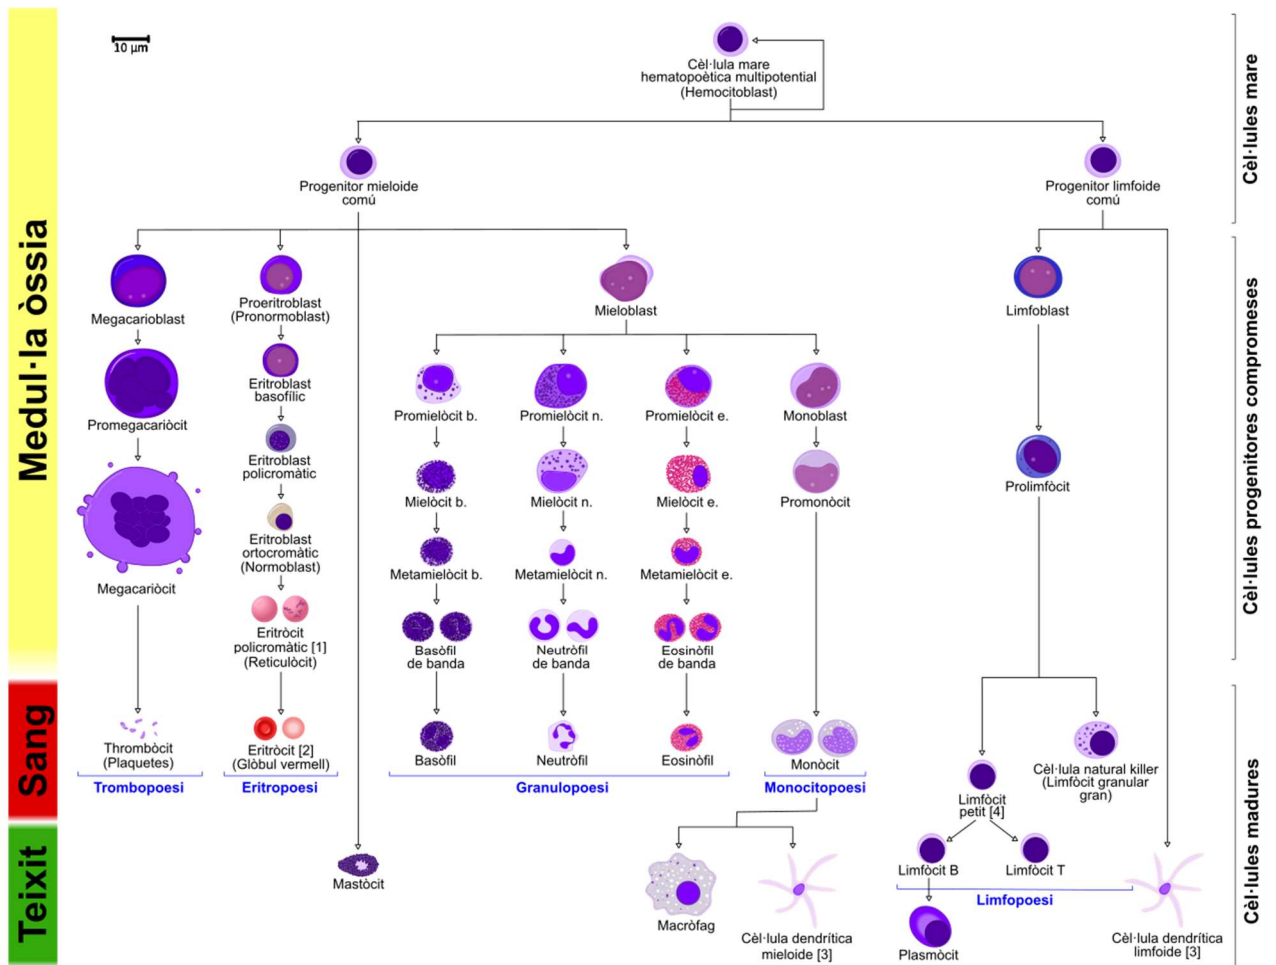 10 µm
Cèl·lula mare
hematopoètica multipotential
(Hemocitoblast)
Progenitor mieloide
comú
Progenitor limfoide
comú
Megacarioblast
Proeritroblast
(Pronormoblast)
Mieloblast
Limfoblast
Promegacariòcit
Eritroblast
basofílic
Promielòcit b.
Promielòcit n.
Promielòcit e.
Monoblast
Eritroblast
policromàtic
Mielòcit b.
Mielòcit n.
Mielòcit e.
Promonòcit
Prolimfòcit
Megacariòcit
Eritroblast
ortocromàtic
(Normoblast)
Metamielòcit b.
Metamielòcit n.
Metamielòcit e.
Eritròcit
policromàtic [1]
(Reticulòcit)
Basòfil
de banda
Neutròfil
de banda
Eosinòfil
de banda
Thrombòcit
(Plaquetes)
Eritròcit [2]
(Glòbul vermell)
Basòfil
Neutròfil
Eosinòfil
Monòcit
Cèl·lula natural killer
(Limfòcit granular
gran)
Limfòcit
petit [4]
Trombopoesi
Eritropoesi
Granulopoesi
Monocitopoesi
Mastòcit
Macròfag
Cèl·lula dendrítica
mieloide [3]
Limfòcit B
Limfòcit T
Limfopoesi
Plasmòcit
Cèl·lula dendrítica
limfoide [3]
Medul·la òssia
Sang
Teixit
Cèl·lules mare
Cèl·lules progenitores compromeses
Cèl·lules madures